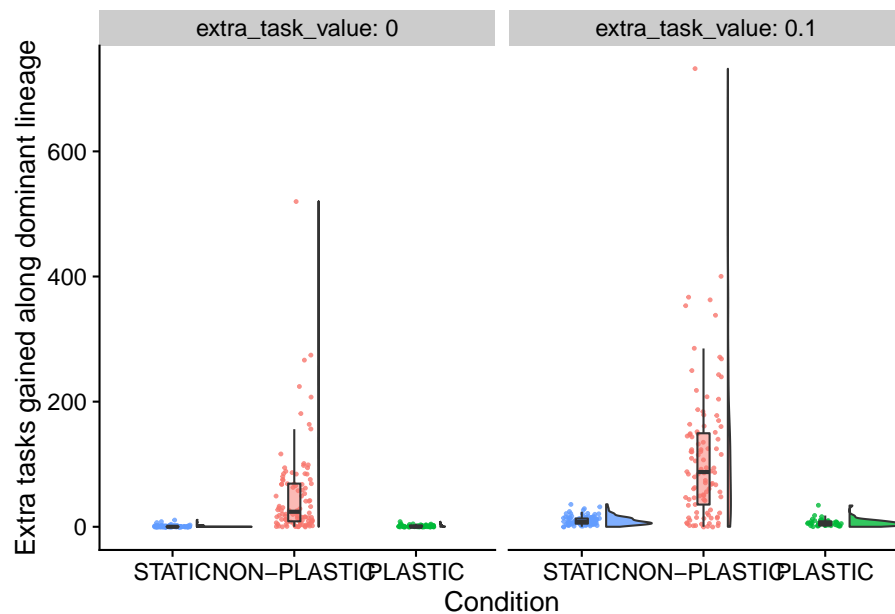 extra_task_value: 0
extra_task_value: 0.1
Extra tasks gained along dominant lineage
600
400
200
0
STATIC NON−PLASTIC PLASTIC
STATIC NON−PLASTIC PLASTIC
Condition